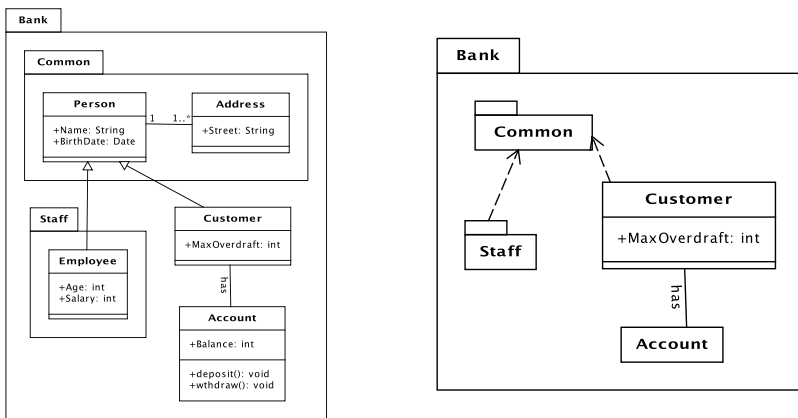 Bank
Common
Person
+Name: String
+BirthDate: Date
1
1..*
Address
+Street: String
Staff
Employee
+Age: int
+Salary: int
Customer
+MaxOverdraft: int
has
Account
+Balance: int
+deposit(): void
+wthdraw(): void
Bank
Common
Staff
Customer
+MaxOverdraft: int
has
Account